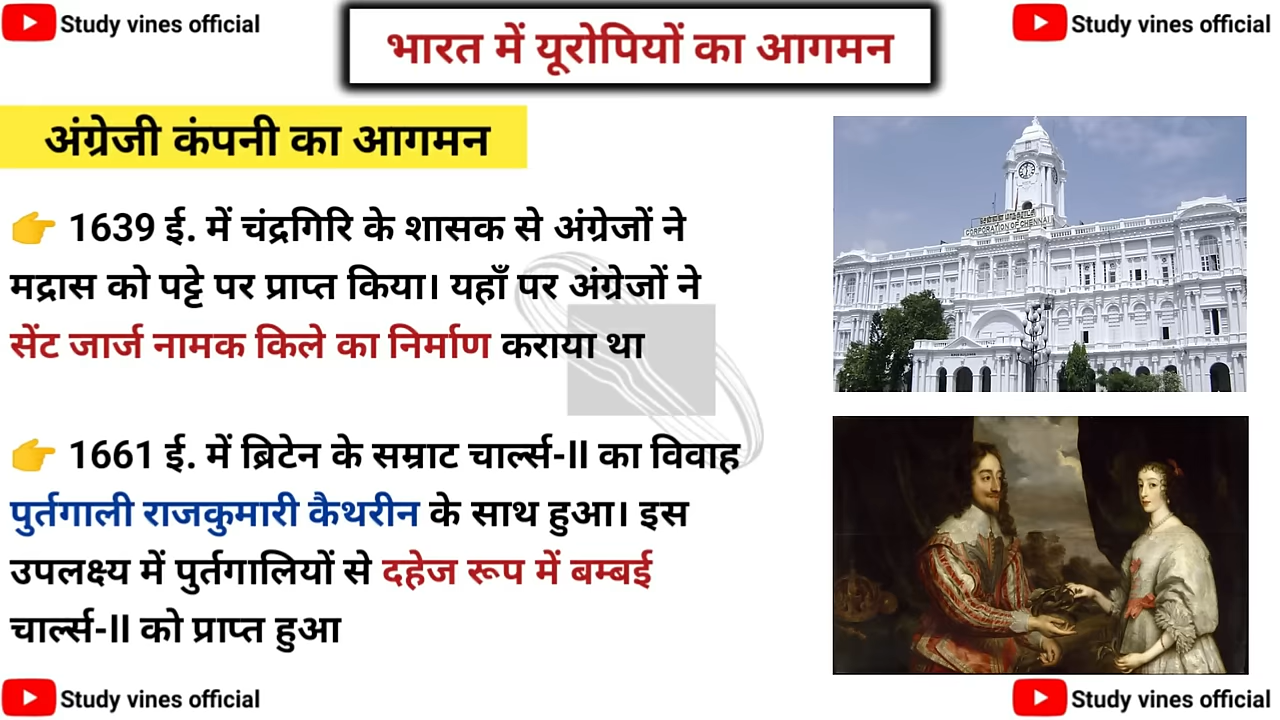 Study vines official
Study vines official
भारत में यूरोपियों का आगमन
अंग्रेजी कंपनी का आगमन
👉 1639 ई. में चंद्रगिरि के शासक से अंग्रेजों ने
मद्रास को पट्टे पर प्राप्त किया। यहाँ पर अंग्रेजों ने
सेंट जार्ज नामक किले का निर्माण कराया था
CORPORATION OF CHENNAI
👉 1661 ई. में ब्रिटेन के सम्राट चार्ल्स-II का विवाह
पुर्तगाली राजकुमारी कैथरीन के साथ हुआ। इस
उपलक्ष्य में पुर्तगालियों से दहेज रूप में बम्बई
चार्ल्स-II को प्राप्त हुआ
Study vines official
Study vines official